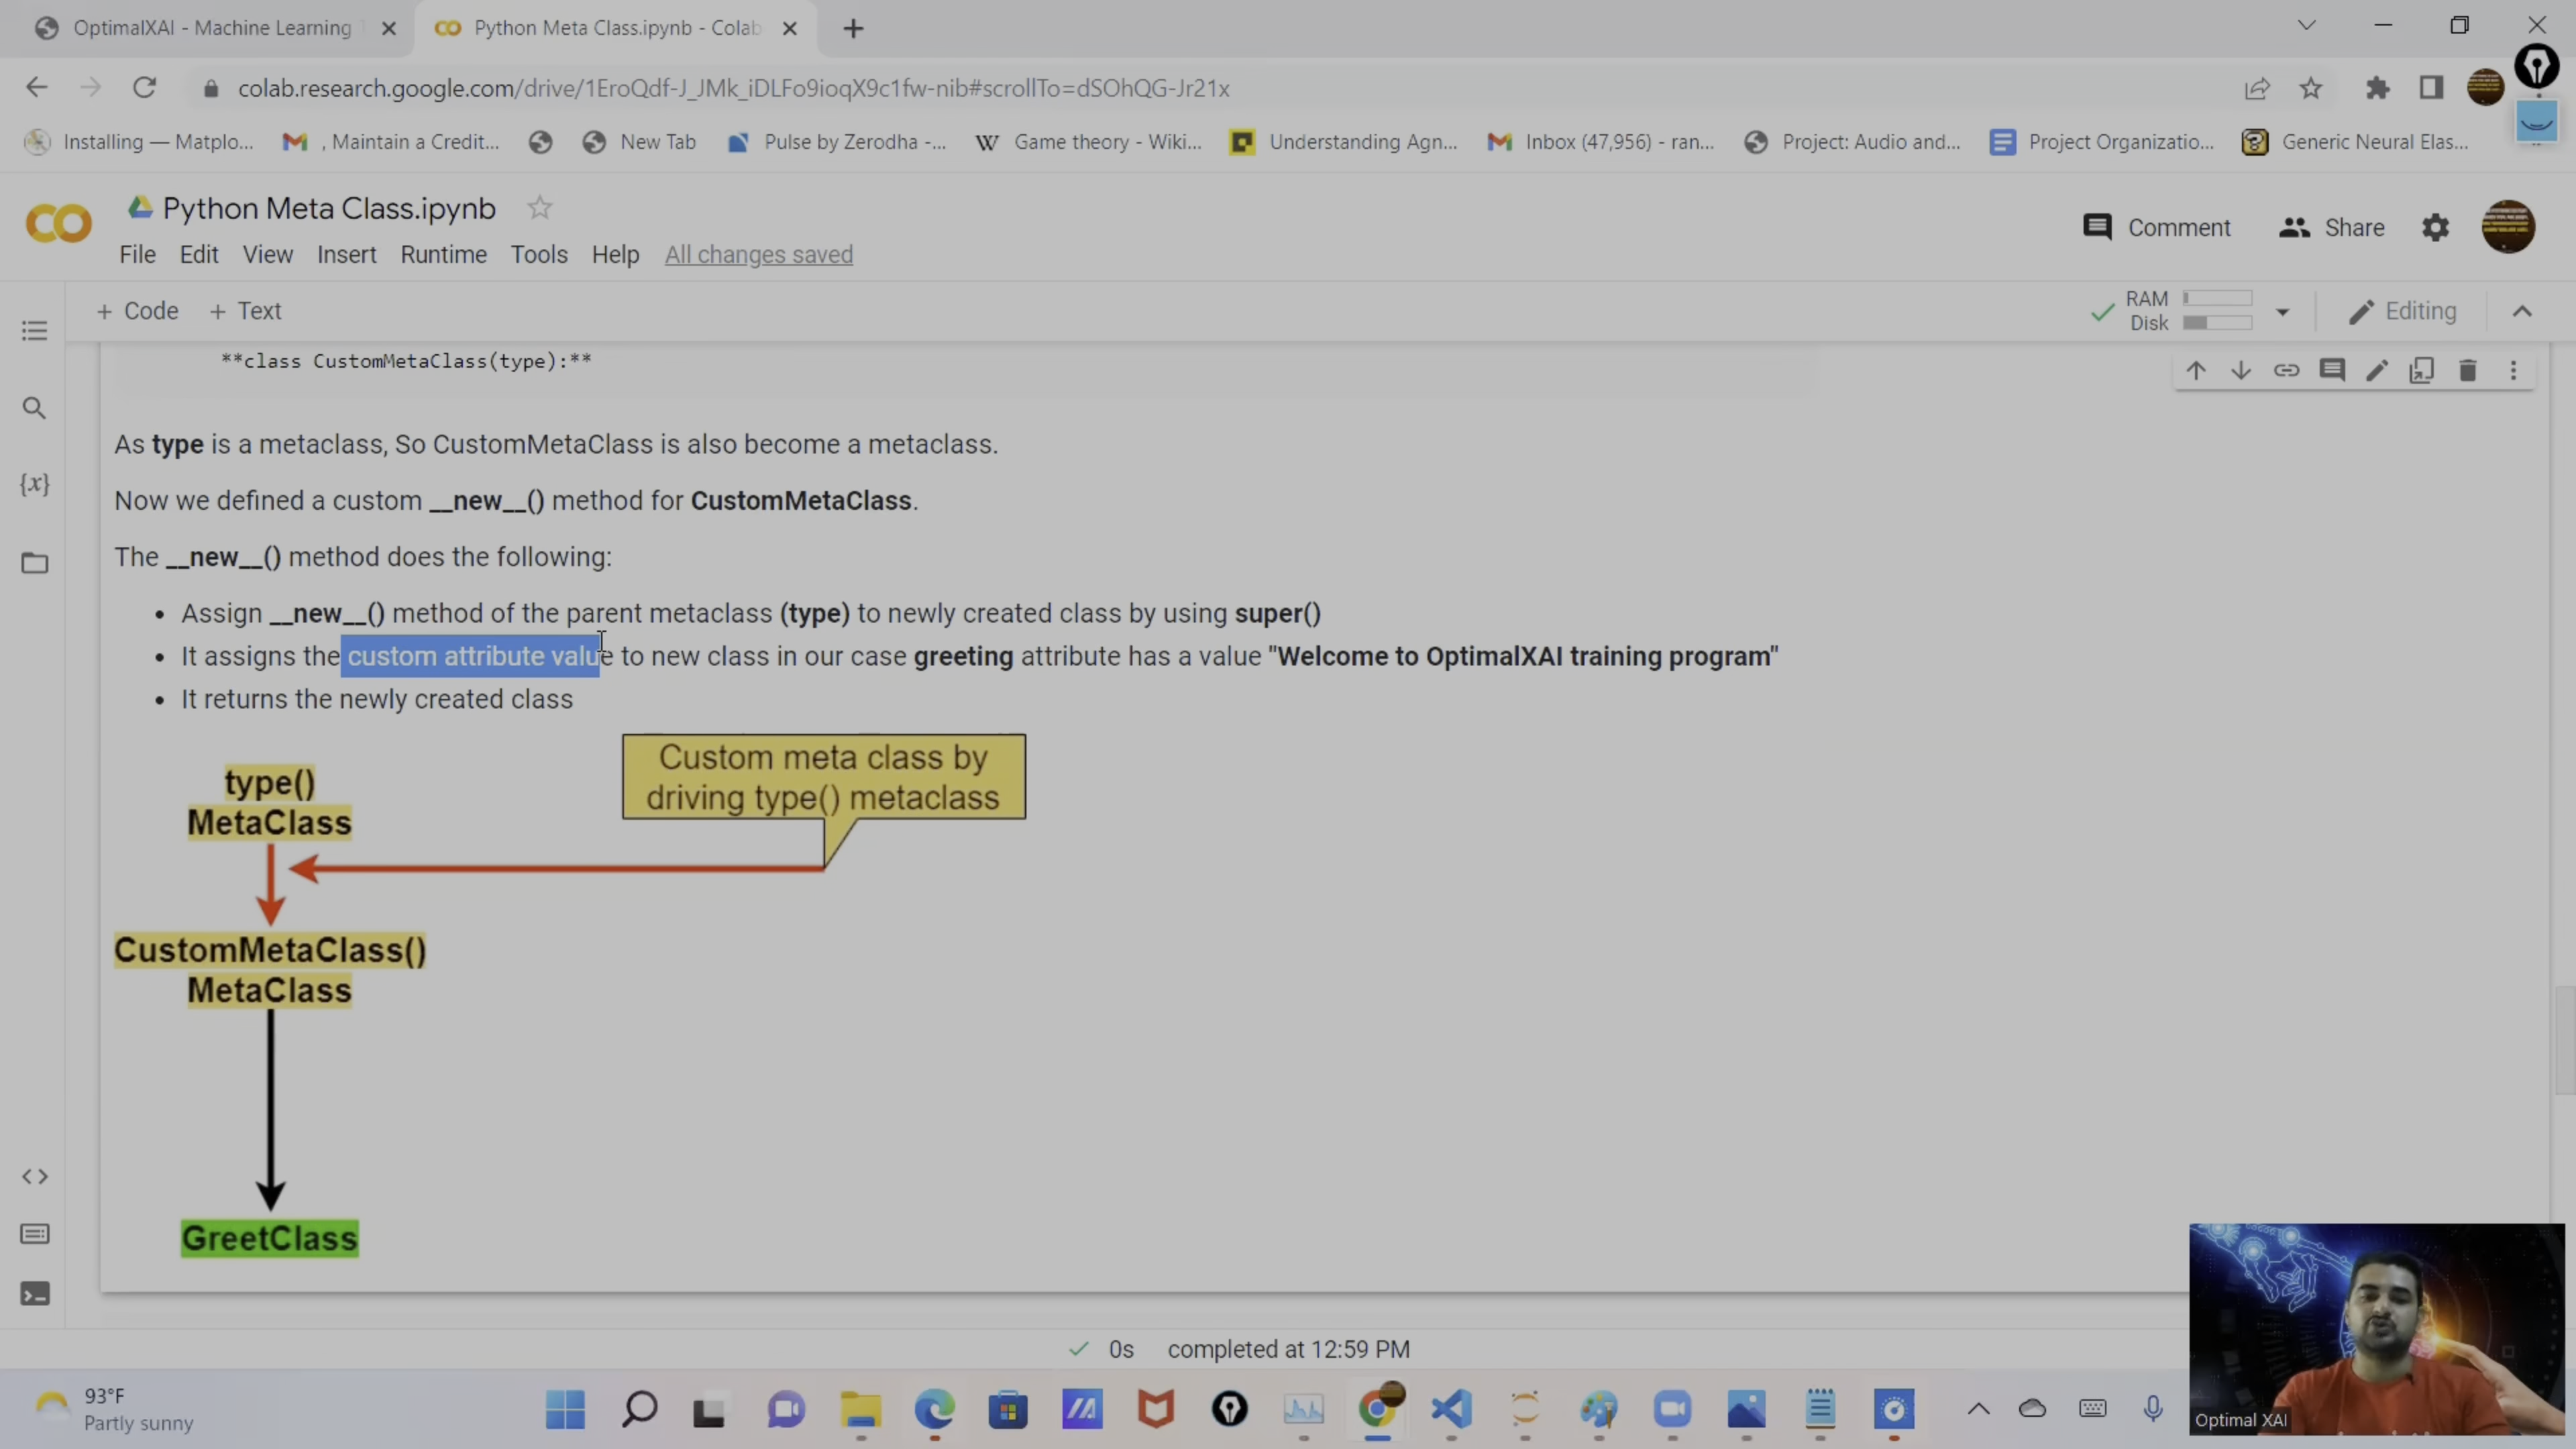 OptimalXAI - Machine Learning
Python Meta Class.ipynb - Colab
colab.research.google.com/drive/1EroQdf-J_JMk_iDLFo9ioqX9c1fw-nib#scrollTo=dSOhQG-Jr21x
Installing — Matplo...
, Maintain a Credit...
New Tab
Pulse by Zerodha -...
Game theory - Wiki...
Understanding Agn...
Inbox (47,956) - ran...
Project: Audio and...
Project Organizatio...
Generic Neural Elas...
Python Meta Class.ipynb
Comment
Share
File Edit View Insert Runtime Tools Help All changes saved
+ Code + Text
RAM
Disk
Editing
**class CustomMetaClass(type):**
As type is a metaclass, So CustomMetaClass is also become a metaclass.
Now we defined a custom __new__() method for CustomMetaClass.
The __new__() method does the following:
• Assign __new__() method of the parent metaclass (type) to newly created class by using super()
• It assigns the custom attribute value to new class in our case greeting attribute has a value "Welcome to OptimalXAI training program"
• It returns the newly created class
Custom meta class by
driving type() metaclass
type()
MetaClass
CustomMetaClass()
MetaClass
GreetClass
0s completed at 12:59 PM
93°F
Partly sunny
Optimal XAI